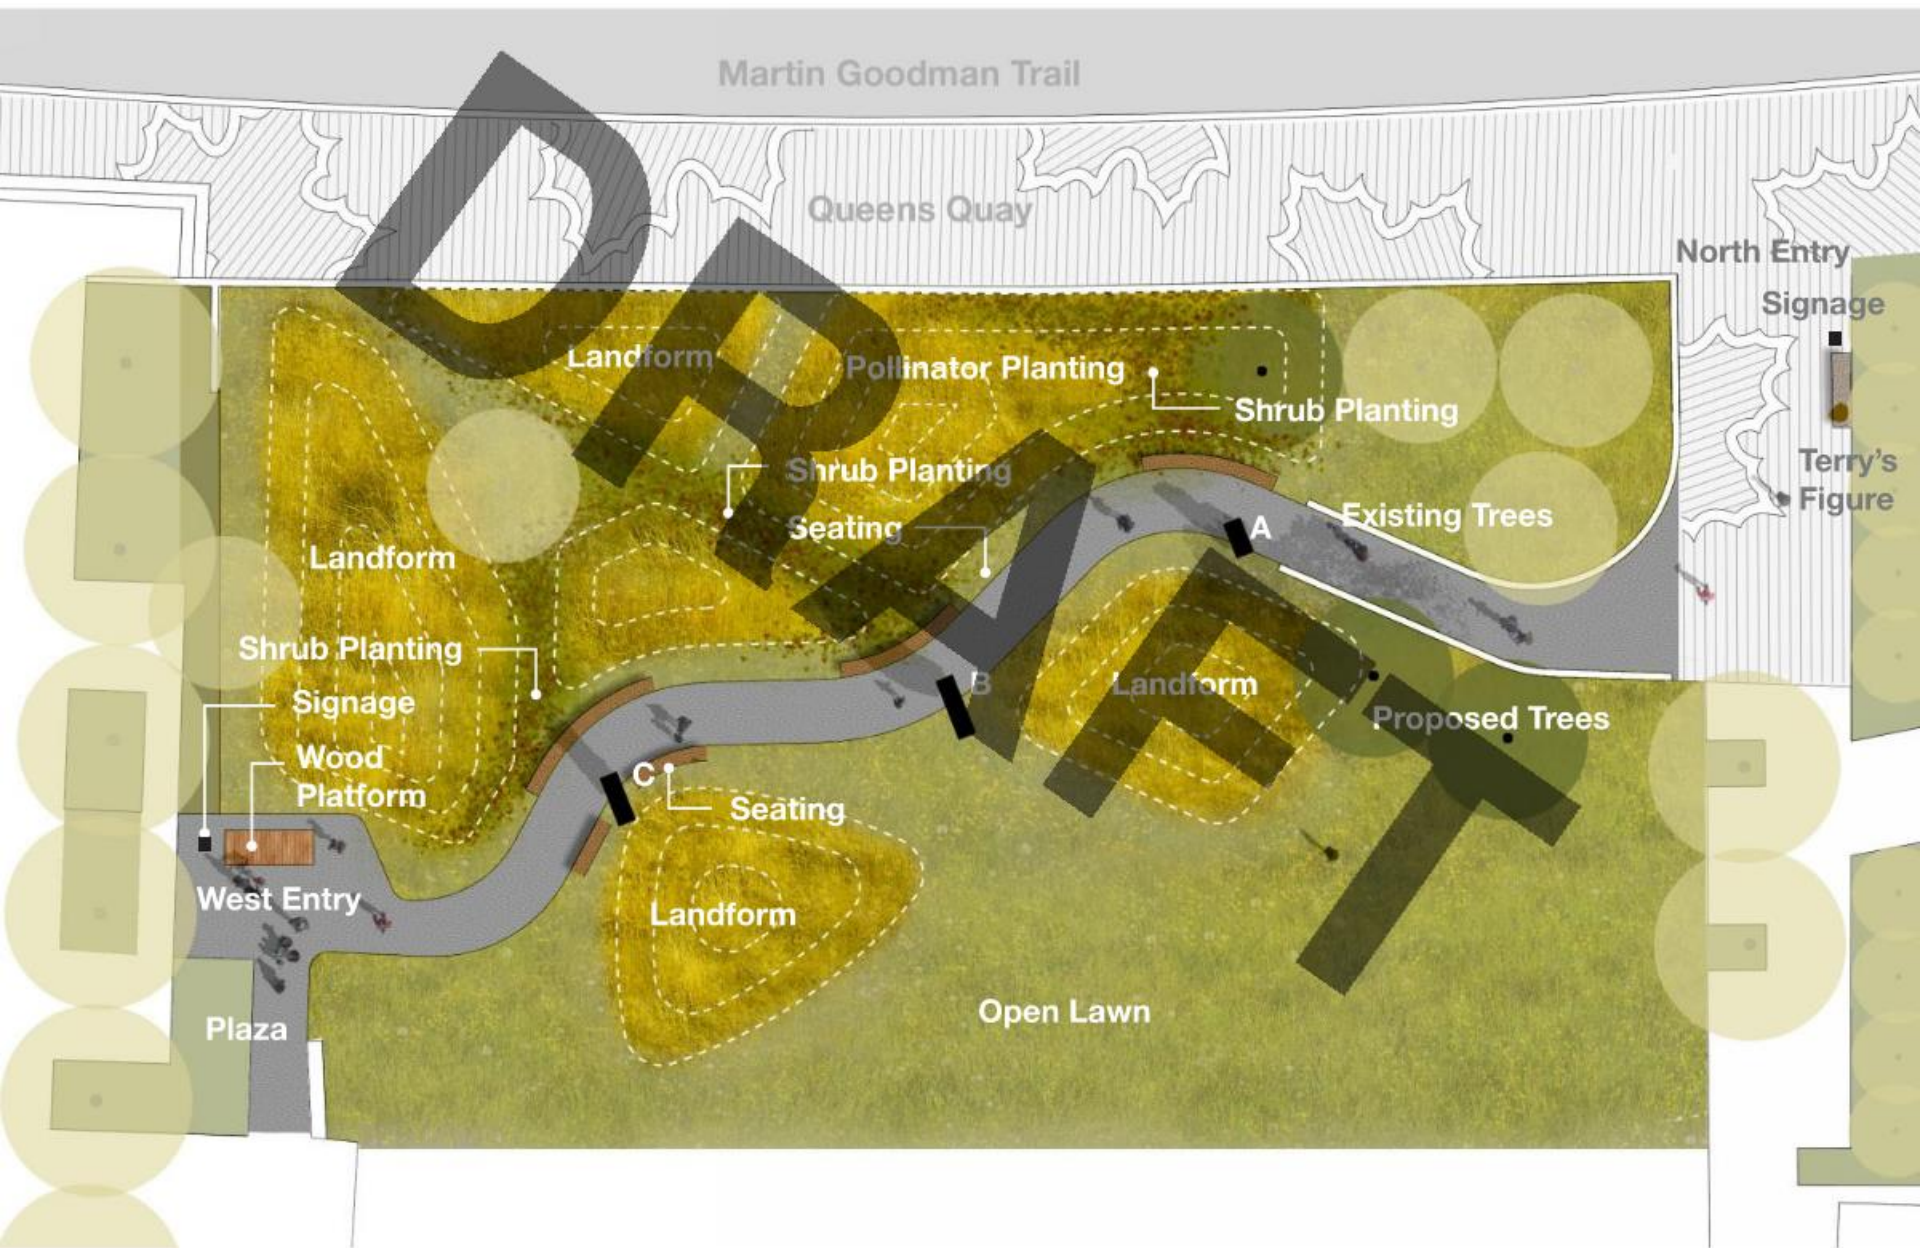 Martin Goodman Trail
Queens Quay
North Entry
Signage
Landform
Pollinator Planting
Shrub Planting
Terry's
Figure
Shrub Planting
Existing Trees
Seating
A
Landform
Shrub Planting
B
Landform
Signage
Proposed Trees
Wood
Platform
C
Seating
West Entry
Landform
Open Lawn
Plaza
DRAFT